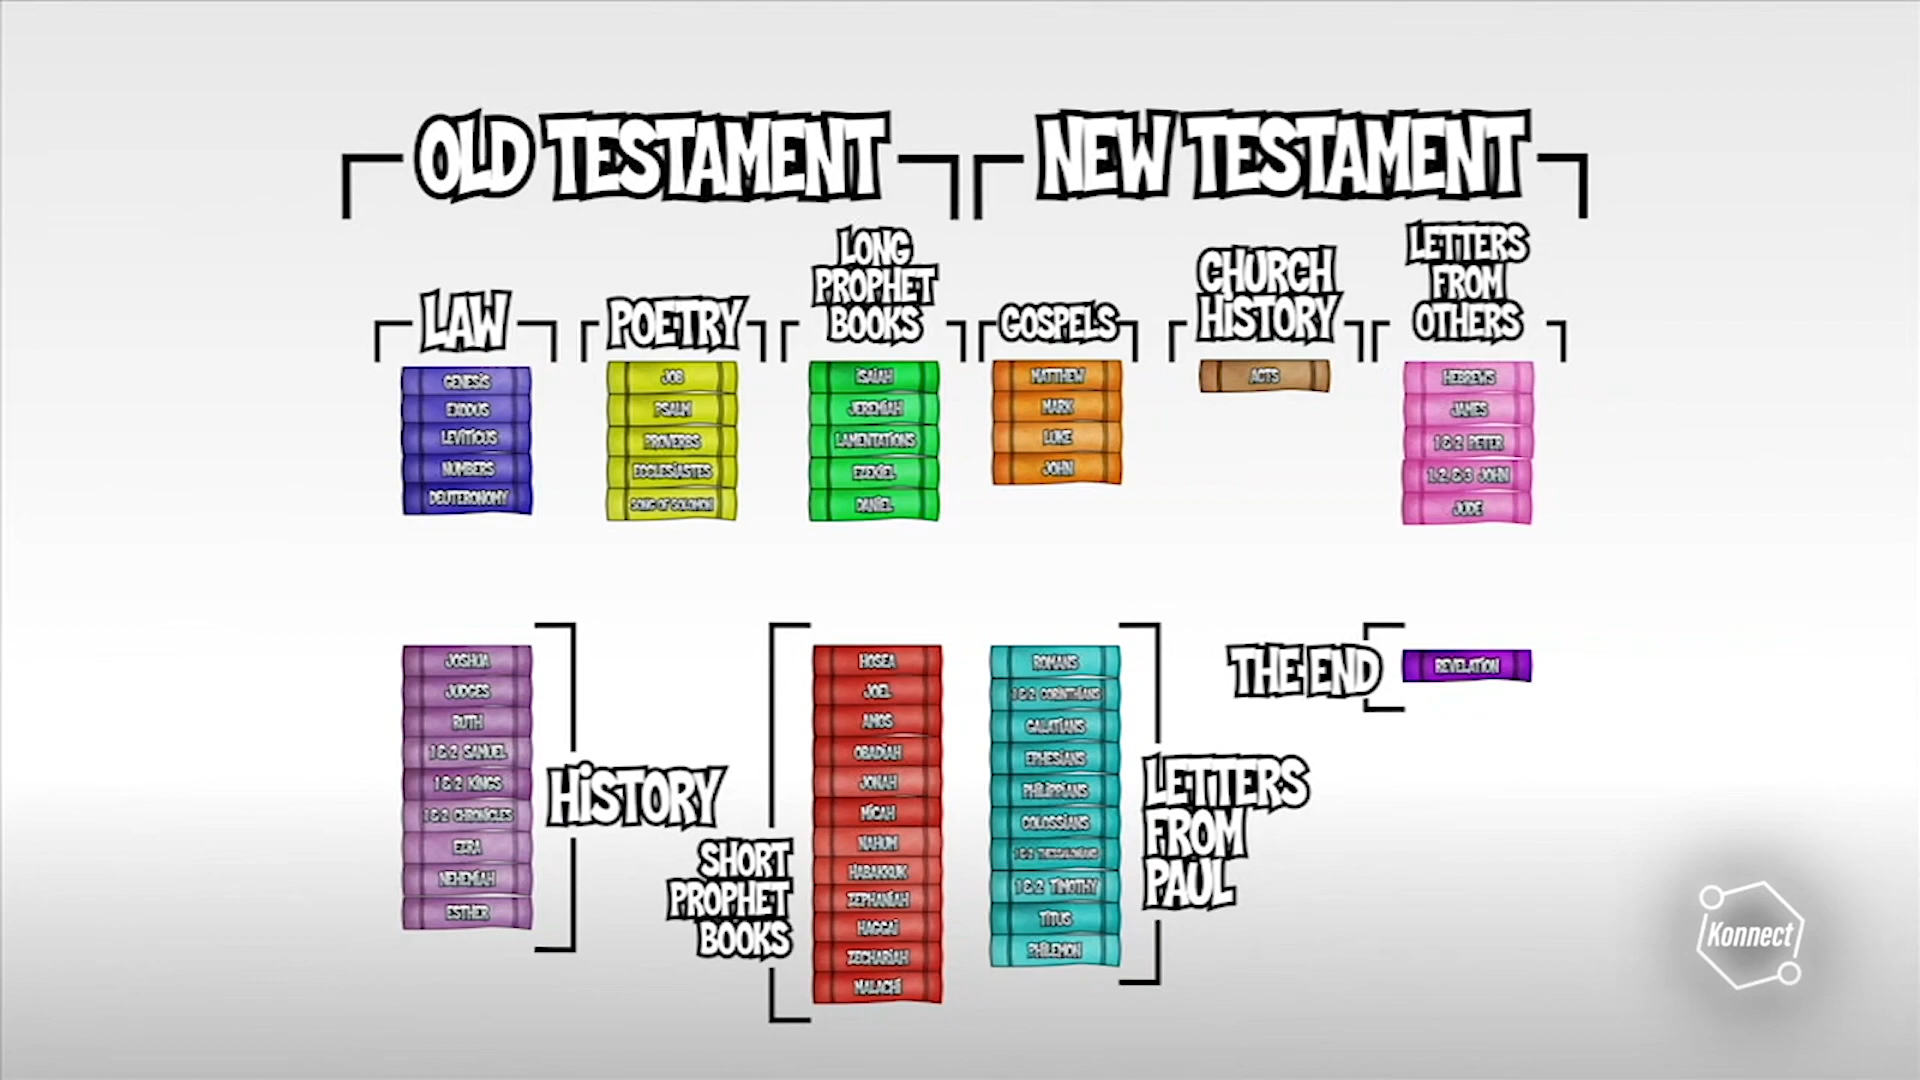 OLD TESTAMENT
NEW TESTAMENT
LAW
GENESIS
EXODUS
LEVITICUS
NUMBERS
DEUTERONOMY
POETRY
JOB
PSALM
PROVERBS
ECCLESIASTES
SONG OF SOLOMON
LONG
PROPHET
BOOKS
ISAIAH
JEREMIAH
LAMENTATIONS
EZEKIEL
DANIEL
GOSPELS
MATTHEW
MARK
LUKE
JOHN
CHURCH
HISTORY
ACTS
LETTERS
FROM
OTHERS
HEBREWS
JAMES
1 & 2 PETER
1, 2, & 3 JOHN
JUDE
HISTORY
JOSHUA
JUDGES
RUTH
1 & 2 SAMUEL
1 & 2 KINGS
1 & 2 CHRONICLES
EZRA
NEHEMIAH
ESTHER
SHORT
PROPHET
BOOKS
HOSEA
JOEL
AMOS
OBADIAH
JONAH
MICAH
NAHUM
HABAKKUK
ZEPHANIAH
HAGGAI
ZECHARIAH
MALACHI
LETTERS
FROM
PAUL
ROMANS
1 & 2 CORINTHIANS
GALATIANS
EPHESIANS
PHILIPPIANS
COLOSSIANS
1 & 2 THESSALONIANS
1 & 2 TIMOTHY
TITUS
PHILEMON
THE END
REVELATION
Konnect